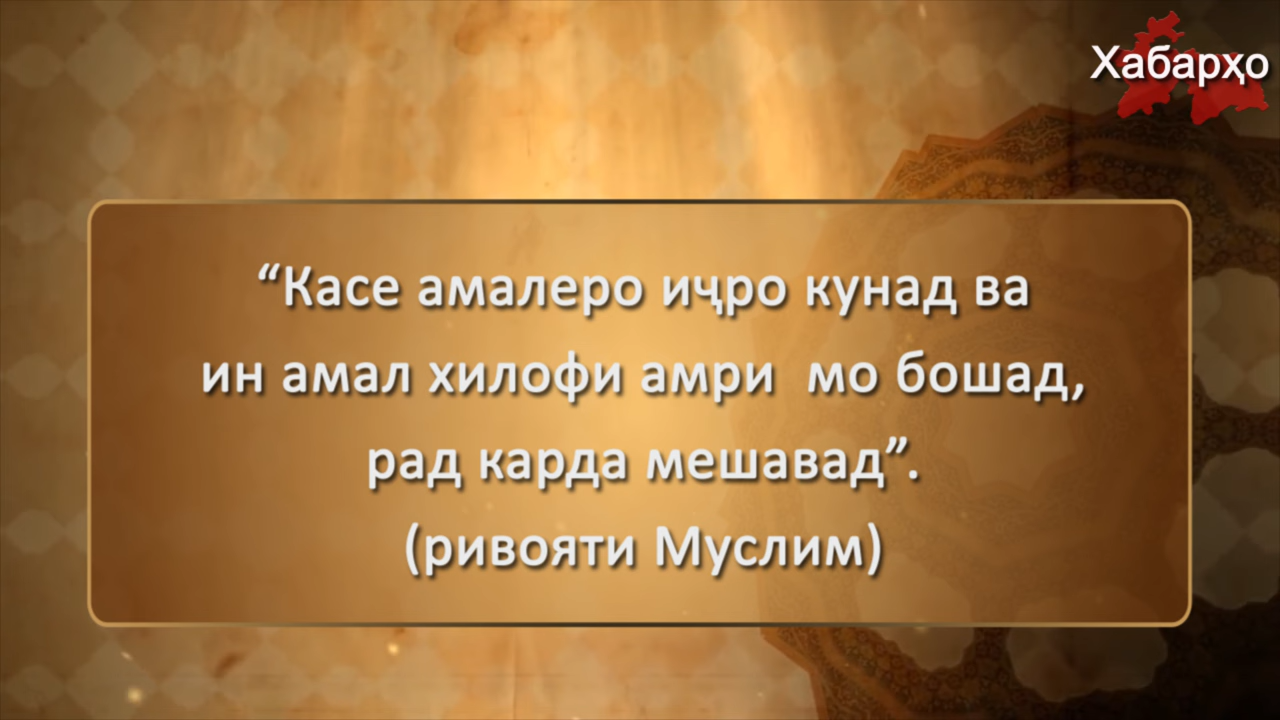 Хабарҳо
“Касе амалеро иҷро кунад ва
ин амал хилофи амри мо бошад,
рад карда мешавад”.
(ривояти Муслим)